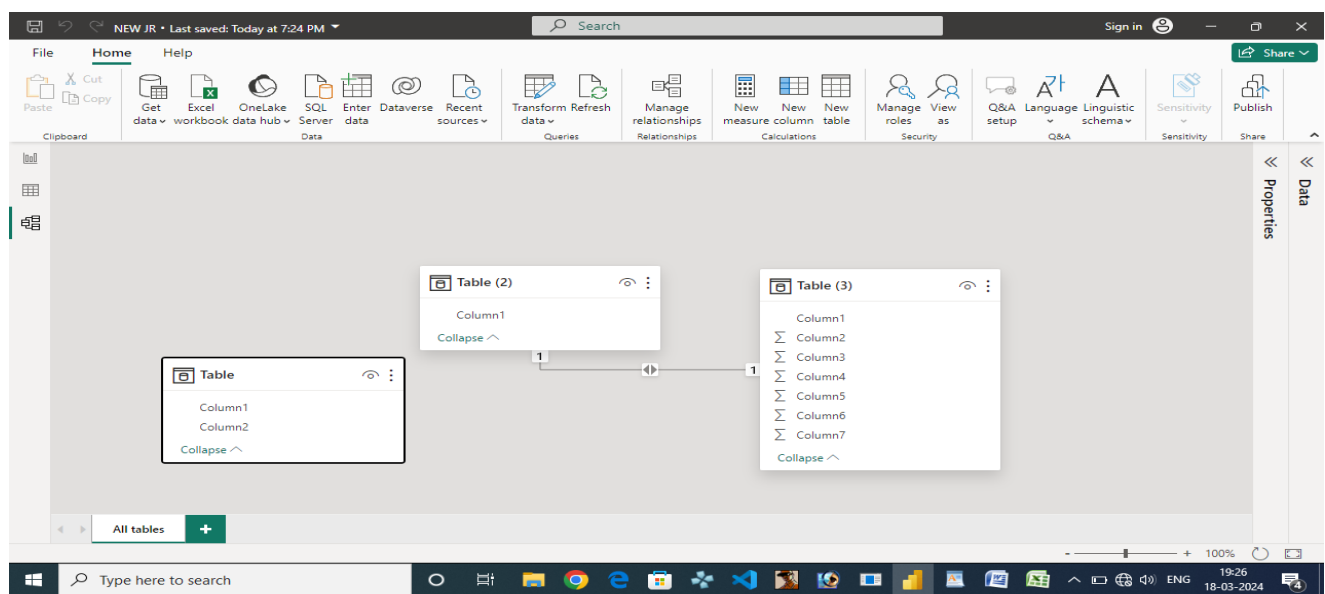 NEW JR • Last saved: Today at 7:24 PM
Search
Sign in
File Home Help
Share
Paste
Cut
Copy
Get data
Excel workbook
OneLake data hub
SQL Server
Enter data
Dataverse
Recent sources
Transform data
Refresh
Manage relationships
New measure
New column
New table
Manage roles
View as
Q&A setup
Language
Linguistic schema
Sensitivity
Publish
Clipboard
Data
Queries
Relationships
Calculations
Security
Q&A
Sensitivity
Share
Properties
Data
Table (2)
Column1
Collapse
1
1
Table (3)
Column1
Column2
Column3
Column4
Column5
Column6
Column7
Collapse
Table
Column1
Column2
Collapse
All tables
+
- + 100%
Type here to search
ENG
19:26
18-03-2024
4